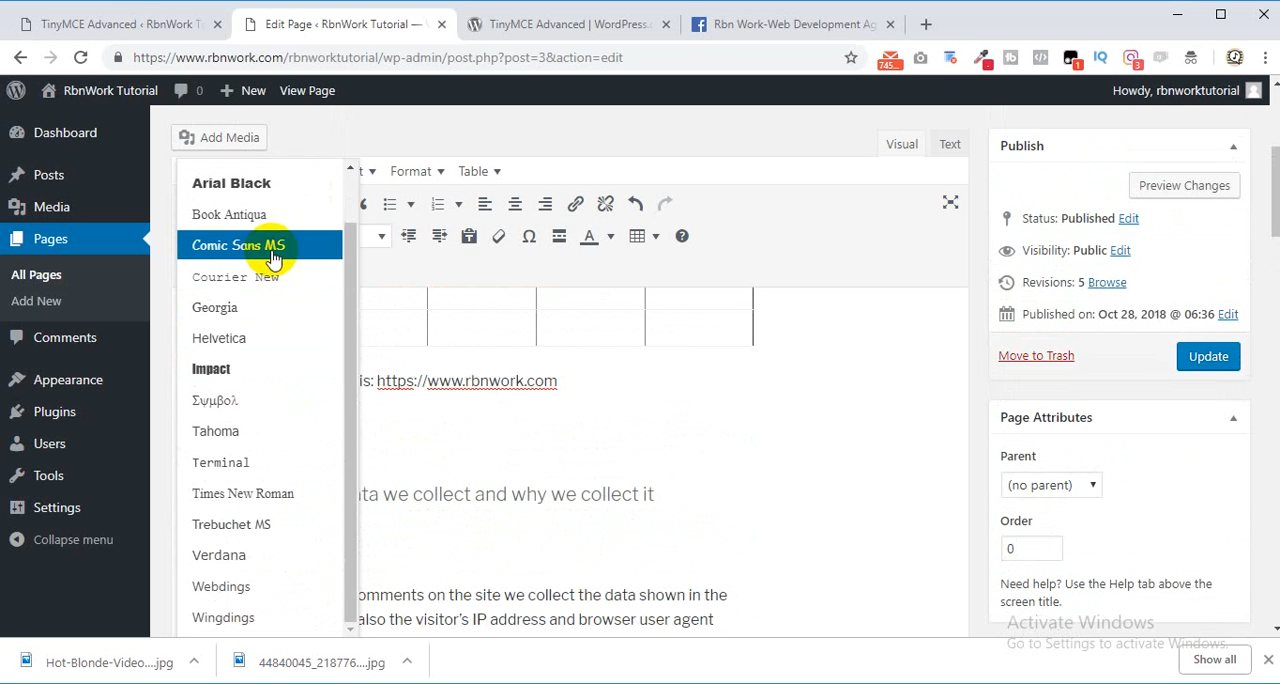 TinyMCE Advanced ‹ RbnWork T
Edit Page ‹ RbnWork Tutorial —
TinyMCE Advanced | WordPress.
Rbn Work-Web Development Ag
https://www.rbnwork.com/rbnworktutorial/wp-admin/post.php?post=3&action=edit
745...
1
3
RbnWork Tutorial
0
New
View Page
Howdy, rbnworktutorial
Dashboard
Posts
Media
Pages
All Pages
Add New
Comments
Appearance
Plugins
Users
Tools
Settings
Collapse menu
Add Media
Visual
Text
t
Format
Table
Arial Black
Book Antiqua
Comic Sans MS
Courier New
Georgia
Helvetica
Impact
Σψμβολ
Tahoma
Terminal
Times New Roman
Trebuchet MS
Verdana
Webdings
Wingdings
is: https://www.rbnwork.com
ata we collect and why we collect it
omments on the site we collect the data shown in the
also the visitor's IP address and browser user agent
Publish
Preview Changes
Status: Published Edit
Visibility: Public Edit
Revisions: 5 Browse
Published on: Oct 28, 2018 @ 06:36 Edit
Move to Trash
Update
Page Attributes
Parent
(no parent)
Order
0
Need help? Use the Help tab above the
screen title.
Activate Windows
Go to Settings to activate Windows.
Hot-Blonde-Video....jpg
44840045_218776...jpg
Show all